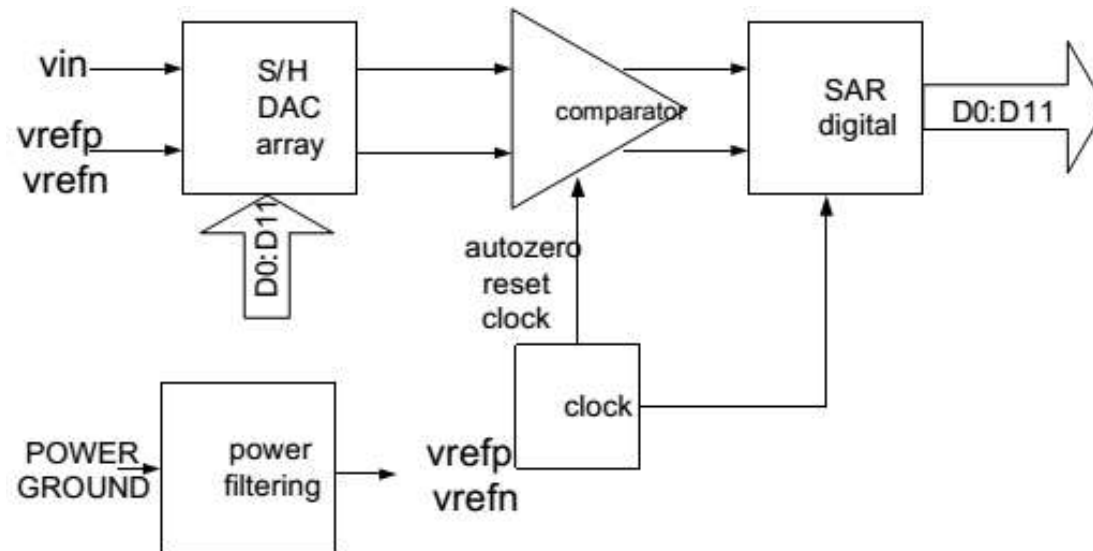 vin
vrefp
vrefn
S/H
DAC
array
D0:D11
comparator
SAR
digital
D0:D11
autozero
reset
clock
clock
POWER
GROUND
power
filtering
vrefp
vrefn